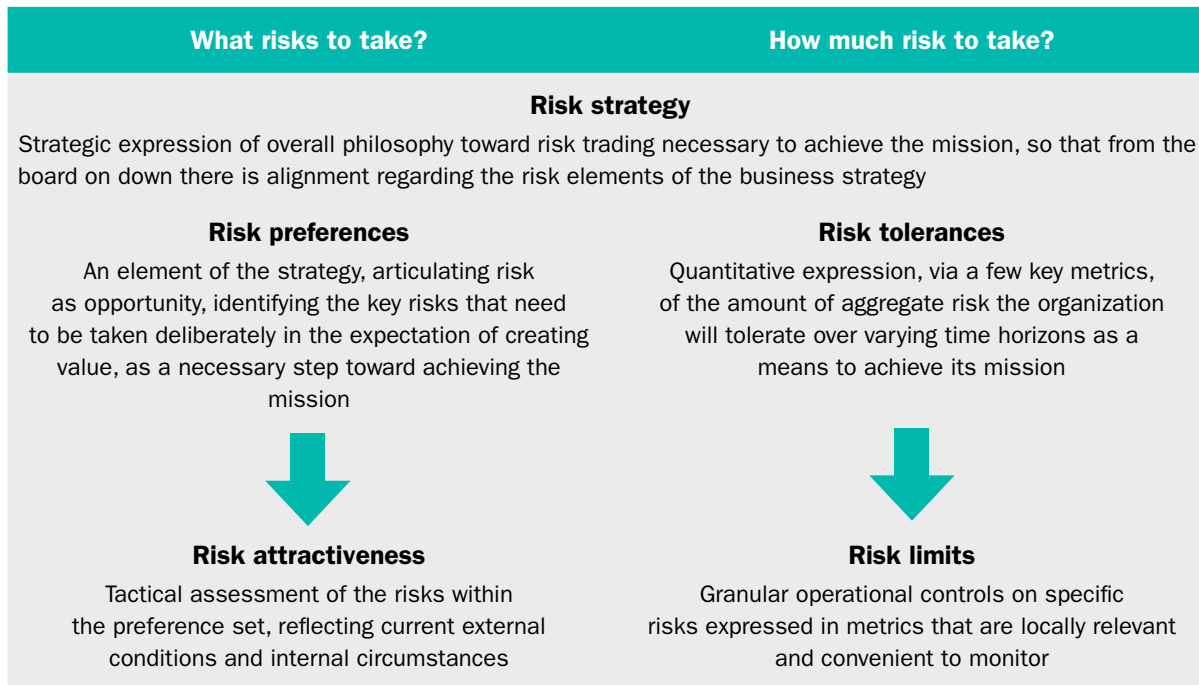 What risks to take?
How much risk to take?
Risk strategy
Strategic expression of overall philosophy toward risk trading necessary to achieve the mission, so that from the
board on down there is alignment regarding the risk elements of the business strategy
Risk preferences
An element of the strategy, articulating risk
as opportunity, identifying the key risks that need
to be taken deliberately in the expectation of creating
value, as a necessary step toward achieving the
mission
Risk tolerances
Quantitative expression, via a few key metrics,
of the amount of aggregate risk the organization
will tolerate over varying time horizons as a
means to achieve its mission
Risk attractiveness
Tactical assessment of the risks within
the preference set, reflecting current external
conditions and internal circumstances
Risk limits
Granular operational controls on specific
risks expressed in metrics that are locally relevant
and convenient to monitor